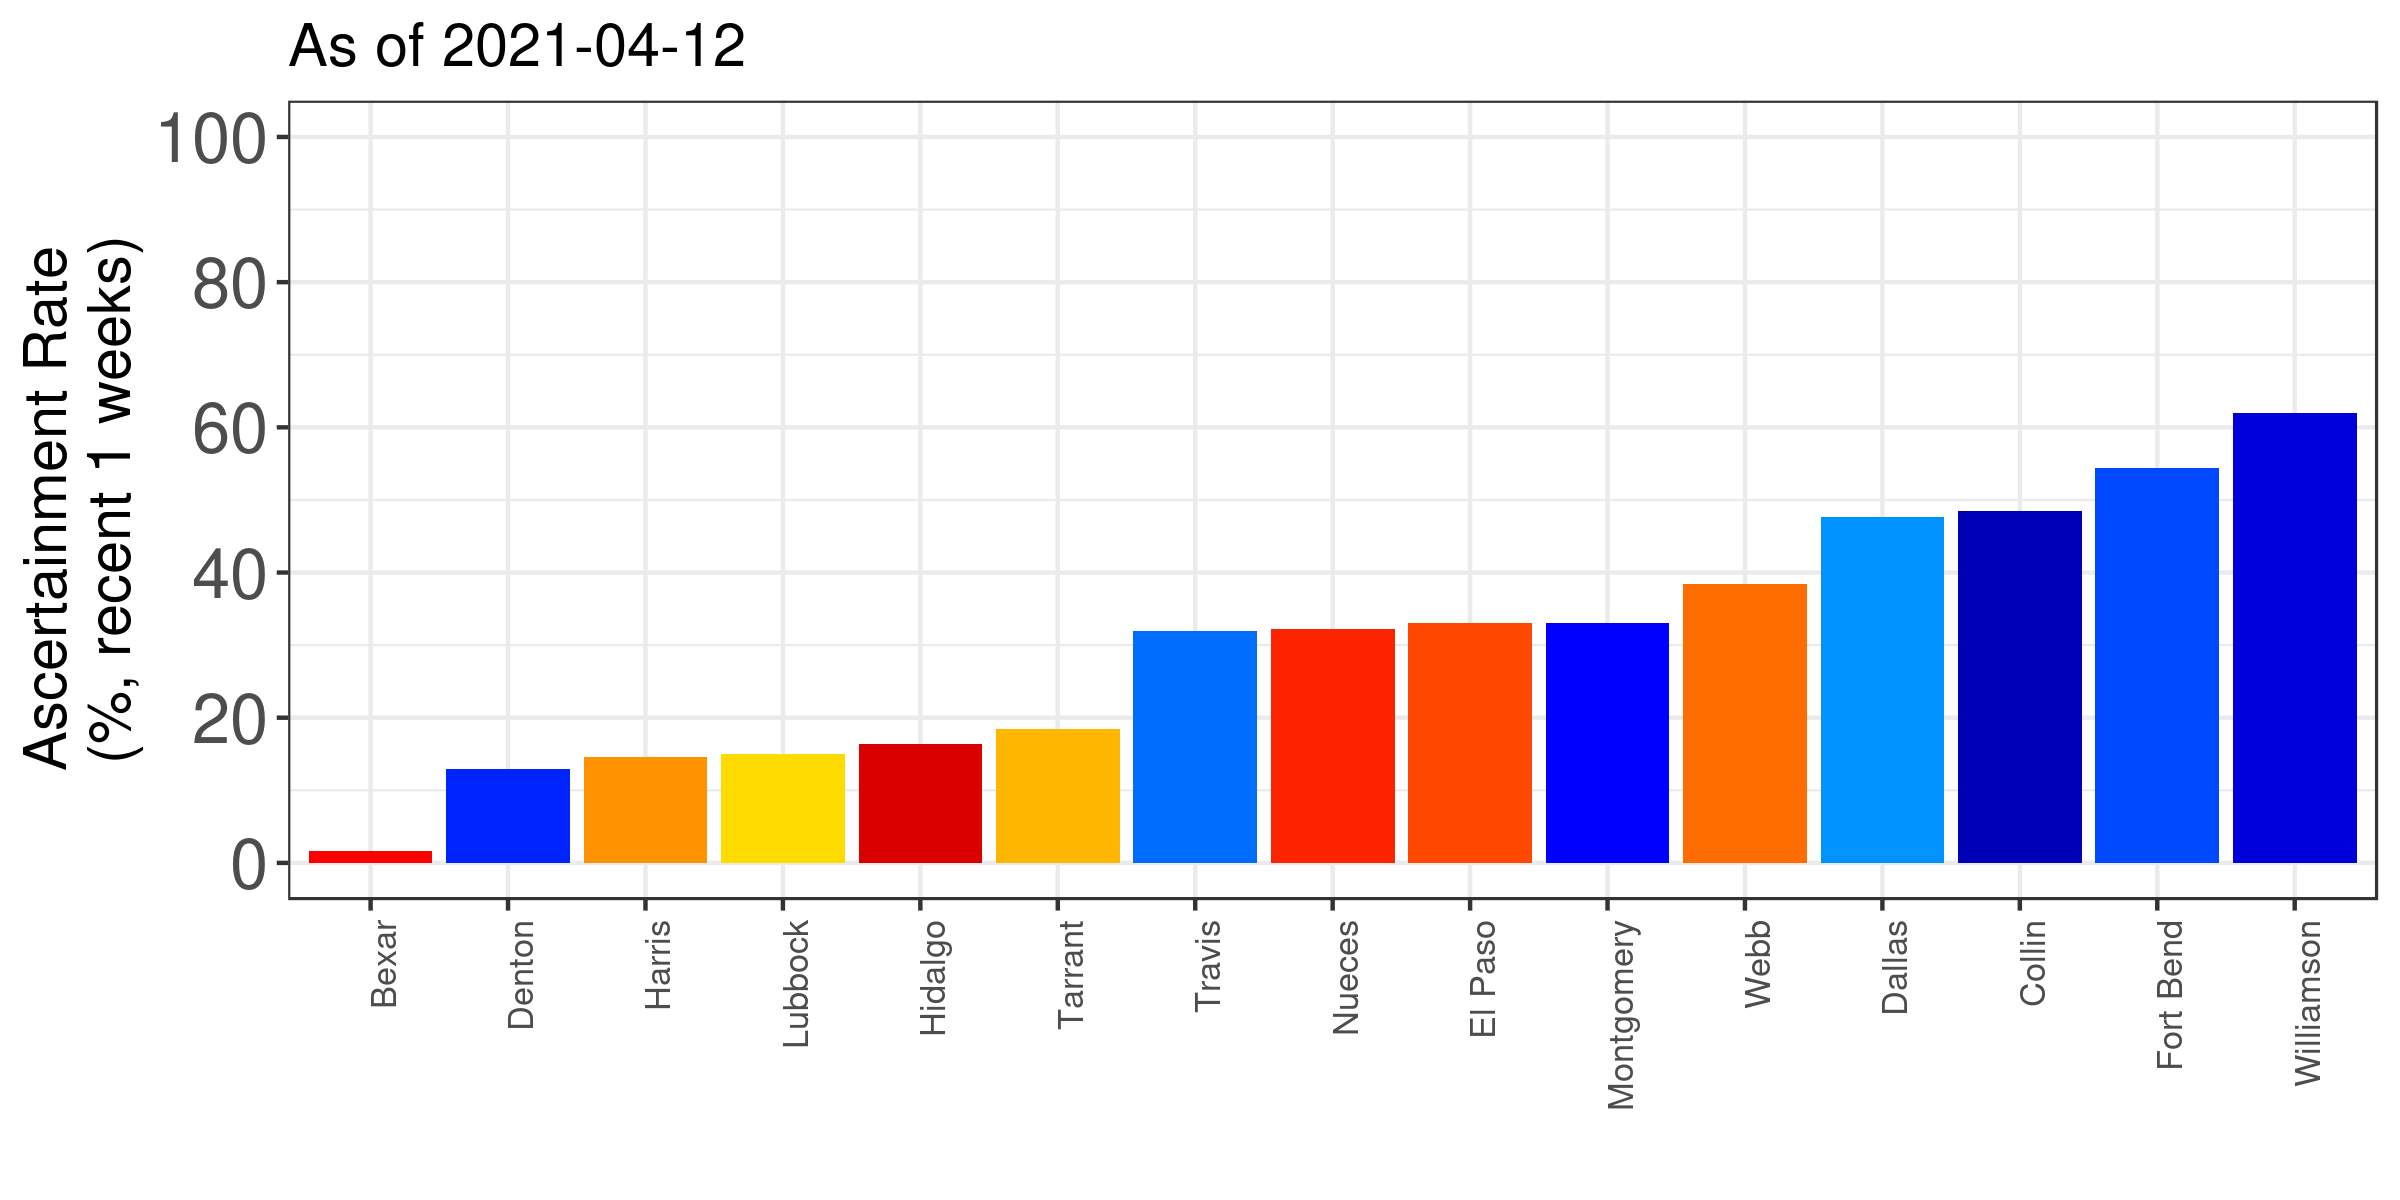 As of 2021-04-12
Ascertainment Rate
(%, recent 1 weeks)
100
80
60
40
20
0
Bexar
Denton
Harris
Lubbock
Hidalgo
Tarrant
Travis
Nueces
El Paso
Montgomery
Webb
Dallas
Collin
Fort Bend
Williamson